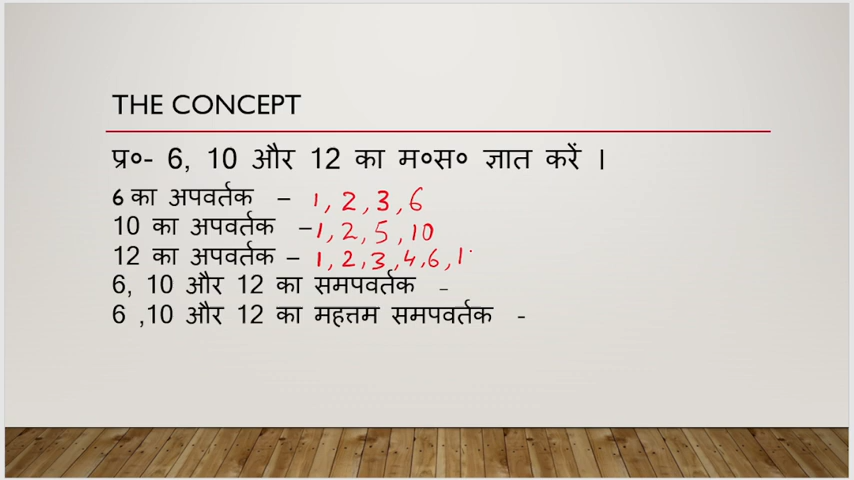 THE CONCEPT
प्र०- 6, 10 और 12 का म०स० ज्ञात करें ।
6 का अपवर्तक – 1, 2, 3, 6
10 का अपवर्तक – 1, 2, 5, 10
12 का अपवर्तक – 1, 2, 3, 4, 6, 1
6, 10 और 12 का समपवर्तक -
6 ,10 और 12 का महत्तम समपवर्तक -